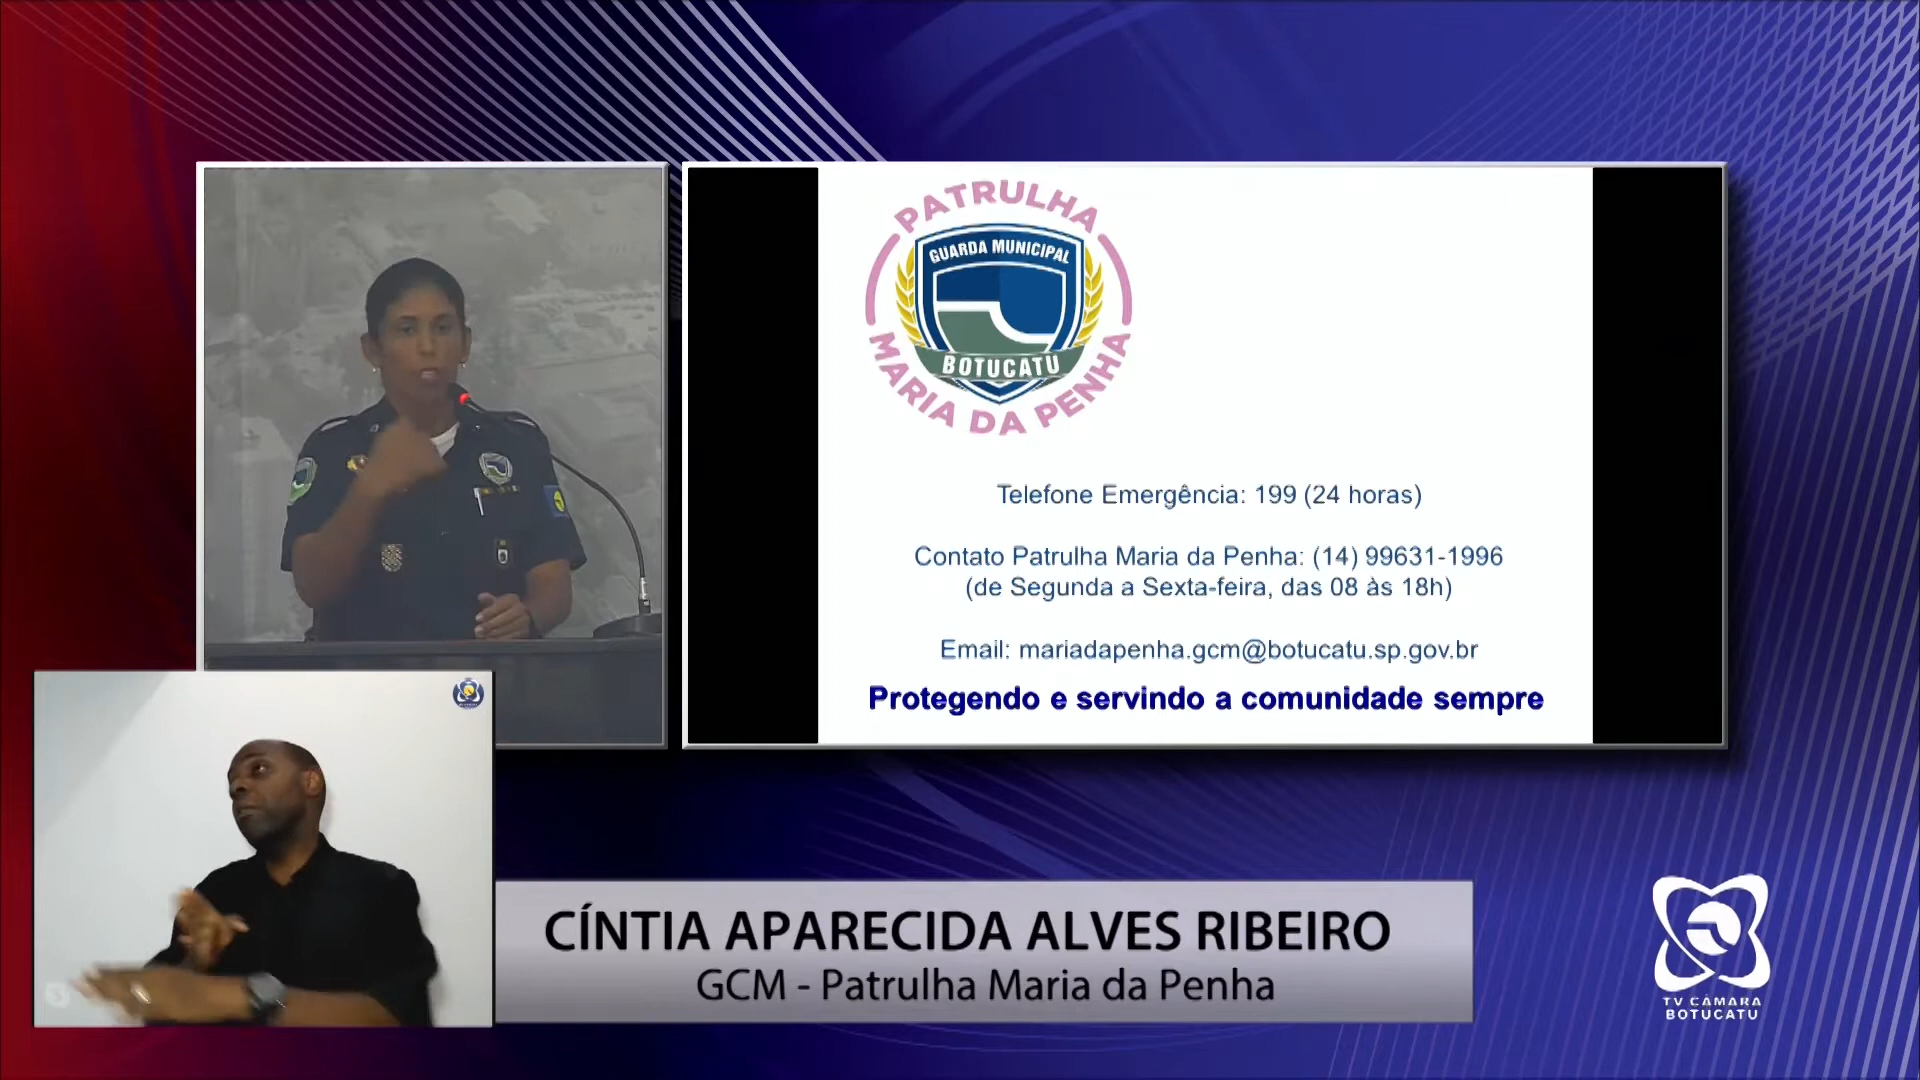 PATRULHA
GUARDA MUNICIPAL
BOTUCATU
MARIA DA PENHA
Telefone Emergência: 199 (24 horas)
Contato Patrulha Maria da Penha: (14) 99631-1996
(de Segunda a Sexta-feira, das 08 às 18h)
Email: mariadapenha.gcm@botucatu.sp.gov.br
Protegendo e servindo a comunidade sempre
CÍNTIA APARECIDA ALVES RIBEIRO
GCM - Patrulha Maria da Penha
TV CÂMARA
BOTUCATU